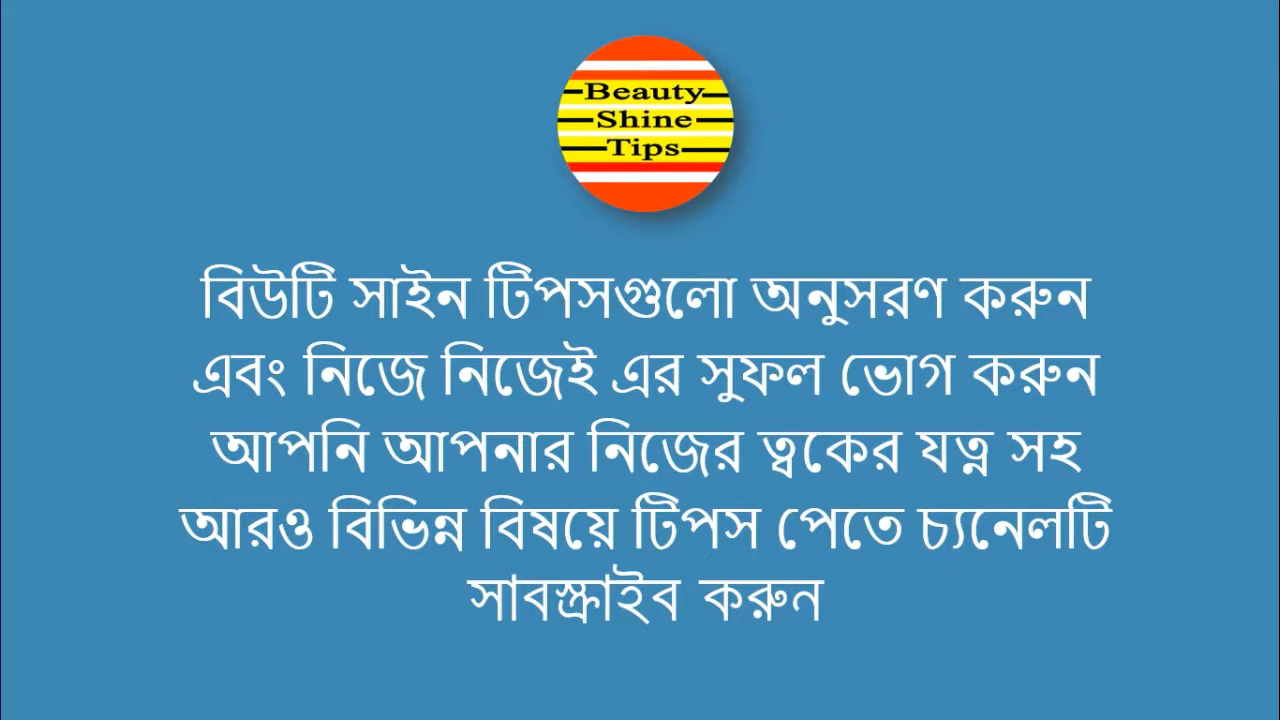 Beauty
Shine
Tips
বিউটি সাইন টিপসগুলো অনুসরণ করুন
এবং নিজে নিজেই এর সুফল ভোগ করুন
আপনি আপনার নিজের ত্বকের যত্ন সহ
আরও বিভিন্ন বিষয়ে টিপস পেতে চ্যনেলটি
সাবস্ক্রাইব করুন